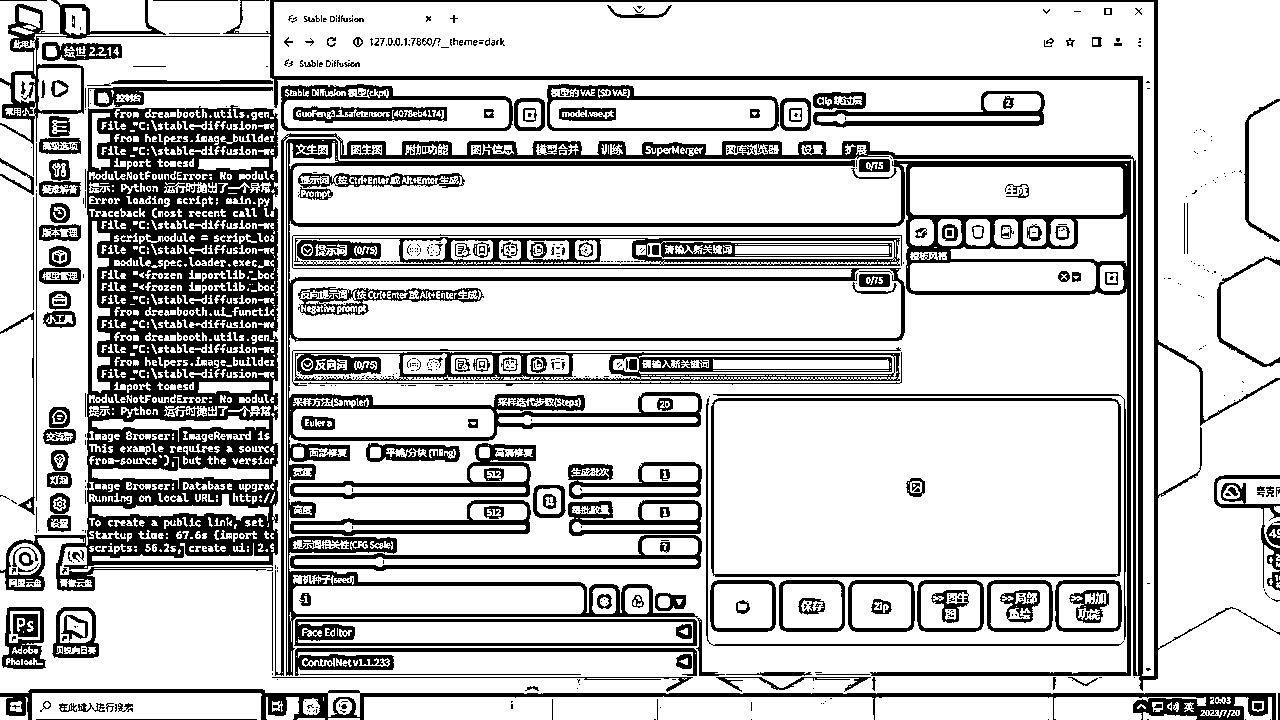 Stable Diffusion
127.0.0.1:7860/?__theme=dark
Stable Diffusion
绘世 2.2.14
控制台
from dreambooth.utils.gen_
File "C:\stable-diffusion-we
from helpers.image_builder
import tomesd
ModuleNotFoundError: No module
提示: Python 运行时抛出了一个异常
Error loading script: main.py
Traceback (most recent call la
File "C:\stable-diffusion-we
script_module = script_loa
File "C:\stable-diffusion-we
module_spec.loader.exec_mo
File "<frozen importlib._boo
File "<frozen importlib._boo
File "C:\stable-diffusion-we
from dreambooth.ui_functio
File "C:\stable-diffusion-we
from dreambooth.utils.gen_
File "C:\stable-diffusion-we
from helpers.image_builder
File "C:\stable-diffusion-we
import tomesd
ModuleNotFoundError: No module
提示: Python 运行时抛出了一个异常
Image Browser: ImageReward is
This example requires a source
from-source`), but the version
Image Browser: Database upgrad
Running on local URL: http://
To create a public link, set
Startup time: 67.6s (import to
scripts: 56.2s, create ui: 2.9
高级选项
疑难解答
版本管理
模型管理
小工具
交流群
灯泡
设置
Stable Diffusion 模型(ckpt)
GuoFeng3.3.safetensors [4078eb4174]
模型的 VAE (SD VAE)
model.vae.pt
Clip 跳过层
2
文生图
图生图
附加功能
图片信息
模型合并
训练
SuperMerger
图库浏览器
设置
扩展
提示词 (按 Ctrl+Enter 或 Alt+Enter 生成)
Prompt
0/75
生成
提示词 (0/75)
请输入新关键词
模板风格
反向提示词 (按 Ctrl+Enter 或 Alt+Enter 生成)
Negative prompt
0/75
反向词 (0/75)
请输入新关键词
采样方法(Sampler)
Euler a
采样迭代步数(Steps)
20
面部修复
平铺/分块 (Tiling)
高清修复
宽度
512
生成批次
1
高度
512
每批数量
1
提示词相关性(CFG Scale)
7
随机种子(seed)
-1
Face Editor
ControlNet v1.1.233
保存
Zip
>> 图生图
>> 局部重绘
>> 附加功能
Adobe
Photosh...
贝锐向日葵
在此键入进行搜索
英
20:03
2023/7/20